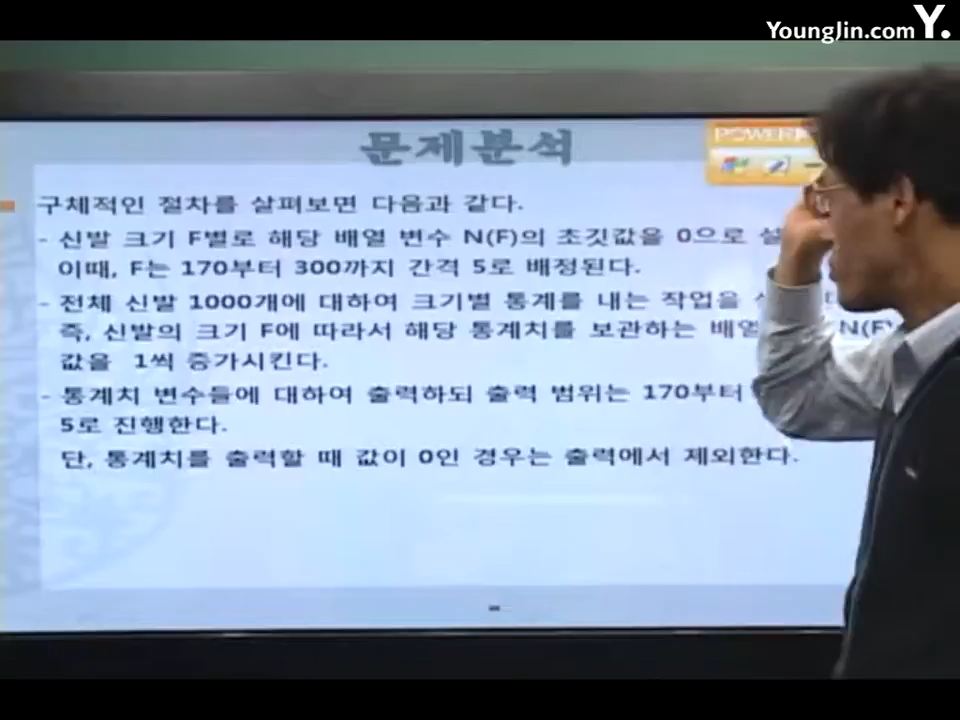 YoungJin.com Y.
문제분석
POWER
구체적인 절차를 살펴보면 다음과 같다.
- 신발 크기 F별로 해당 배열 변수 N(F)의 초깃값을 0으로
이때, F는 170부터 300까지 간격 5로 배정된다.
- 전체 신발 1000개에 대하여 크기별 통계를 내는 작업을
즉, 신발의 크기 F에 따라서 해당 통계치를 보관하는 배열 N(F)
값을 1씩 증가시킨다.
- 통계치 변수들에 대하여 출력하되 출력 범위는 170부터
5로 진행한다.
단, 통계치를 출력할 때 값이 0인 경우는 출력에서 제외한다.